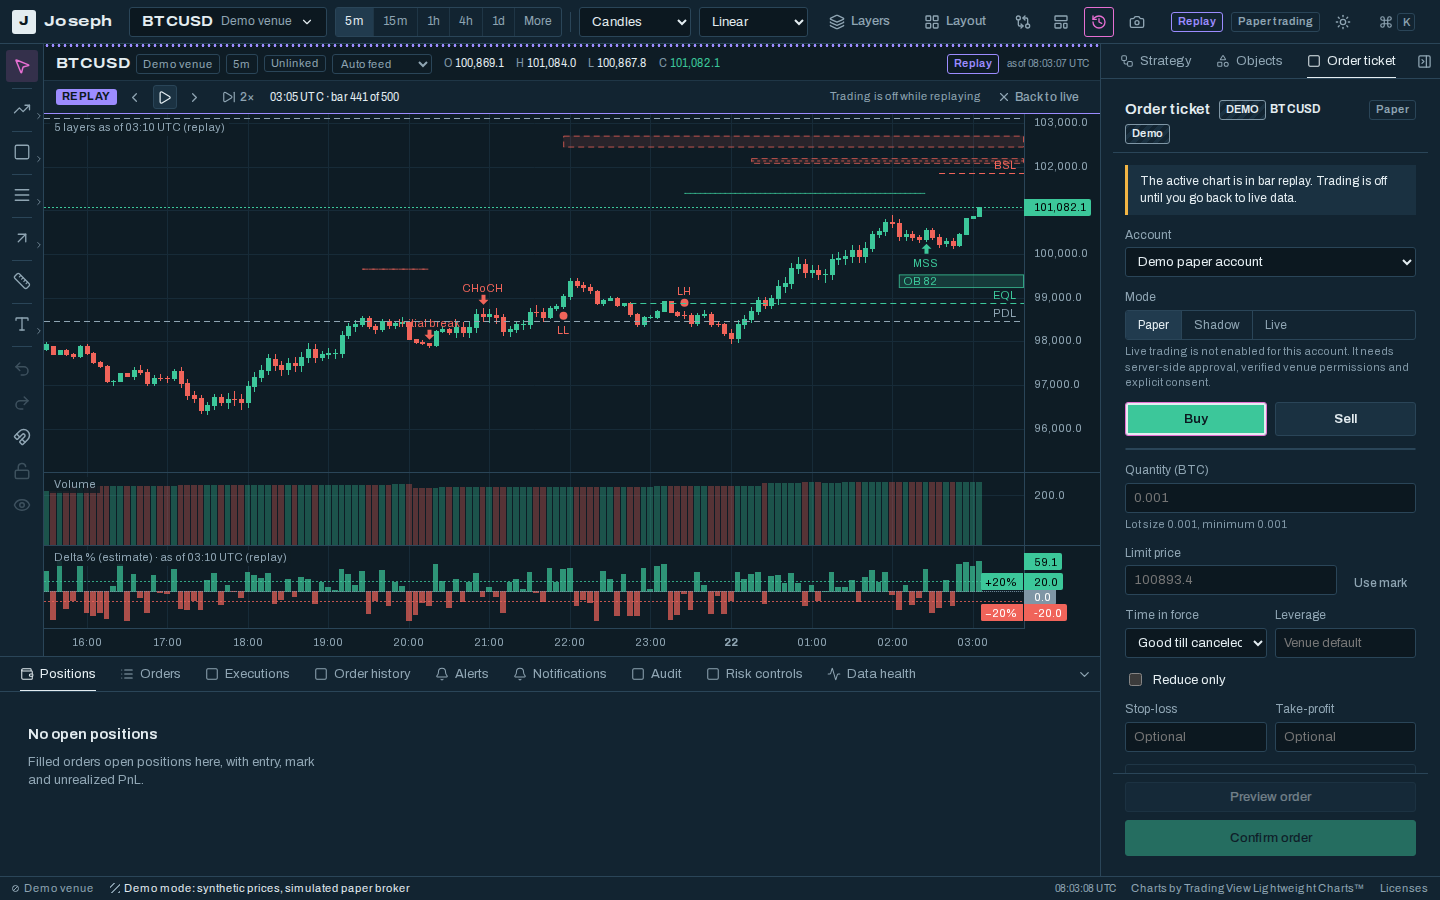 J Joseph
BTCUSD Demo venue
5m 15m 1h 4h 1d More
Candles
Linear
Layers
Layout
Replay
Paper trading
⌘ K
BTCUSD Demo venue 5m Unlinked Auto feed O 100,869.1 H 101,084.0 L 100,867.8 C 101,082.1 Replay as of 08:03:07 UTC
REPLAY 2× 03:05 UTC · bar 441 of 500 Trading is off while replaying Back to live
5 layers as of 03:10 UTC (replay)
103,000.0
102,000.0
BSL
101,082.1
100,000.0
MSS
OB 82
CHoCH
LH
EQL
99,000.0
PDL
LL
98,000.0
97,000.0
96,000.0
Volume
200.0
Delta % (estimate) · as of 03:10 UTC (replay)
59.1
+20% 20.0
0.0
−20% -20.0
16:00 17:00 18:00 19:00 20:00 21:00 22:00 23:00 22 01:00 02:00 03:00
Positions Orders Executions Order history Alerts Notifications Audit Risk controls Data health
No open positions
Filled orders open positions here, with entry, mark
and unrealized PnL.
Strategy Objects Order ticket
Order ticket DEMO BTCUSD Paper
Demo
The active chart is in bar replay. Trading is off
until you go back to live data.
Account
Demo paper account
Mode
Paper Shadow Live
Live trading is not enabled for this account. It needs
server-side approval, verified venue permissions and
explicit consent.
Buy Sell
Quantity (BTC)
0.001
Lot size 0.001, minimum 0.001
Limit price
100893.4 Use mark
Time in force Leverage
Good till canceled Venue default
Reduce only
Stop-loss Take-profit
Optional Optional
Preview order
Confirm order
Demo venue Demo mode: synthetic prices, simulated paper broker 08:03:08 UTC Charts by TradingView Lightweight Charts™ Licenses